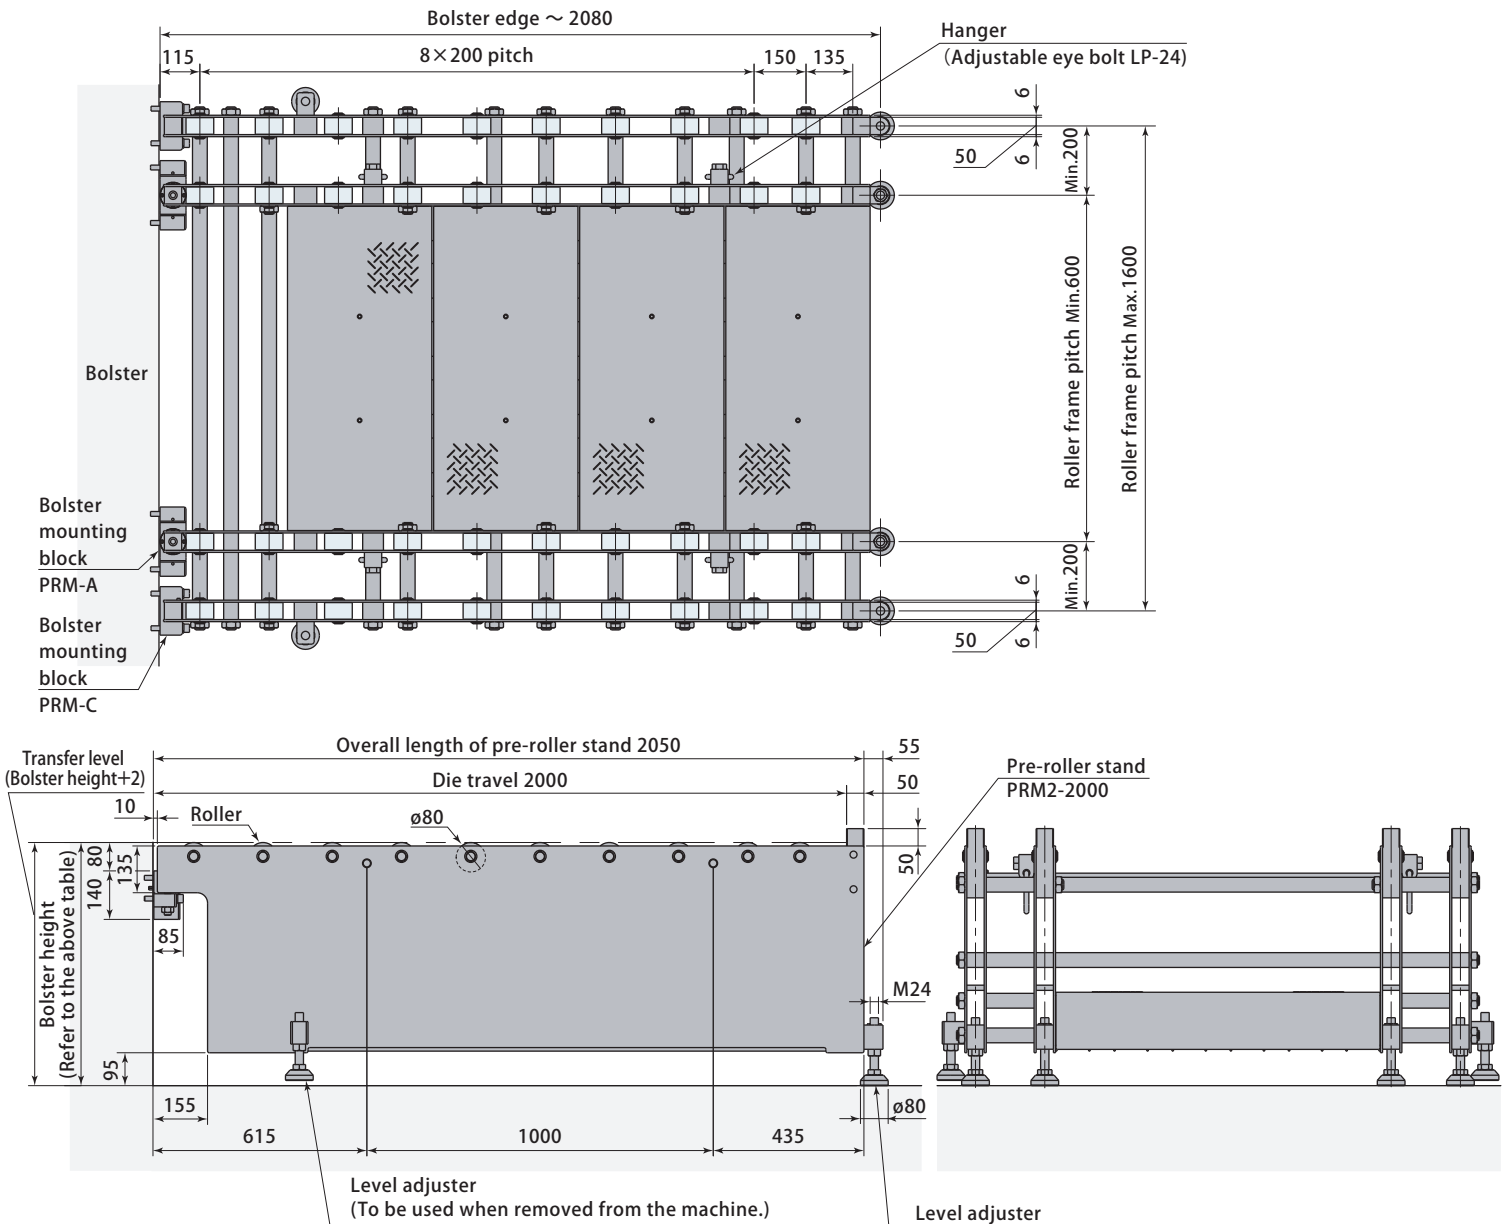 Bolster edge ～ 2080
115
8×200 pitch
150
135
Hanger
（Adjustable eye bolt LP-24)
6
50
6
Min.200
Roller frame pitch Min.600
Roller frame pitch Max.1600
Bolster
Bolster
mounting
block
PRM-A
Bolster
mounting
block
PRM-C
Min.200
6
50
6
Transfer level
(Bolster height+2)
Overall length of pre-roller stand 2050
55
Die travel 2000
50
Pre-roller stand
PRM2-2000
10
Roller
ø80
80
135
140
50
85
Bolster height
(Refer to the above table)
M24
95
155
ø80
615
1000
435
Level adjuster
(To be used when removed from the machine.)
Level adjuster